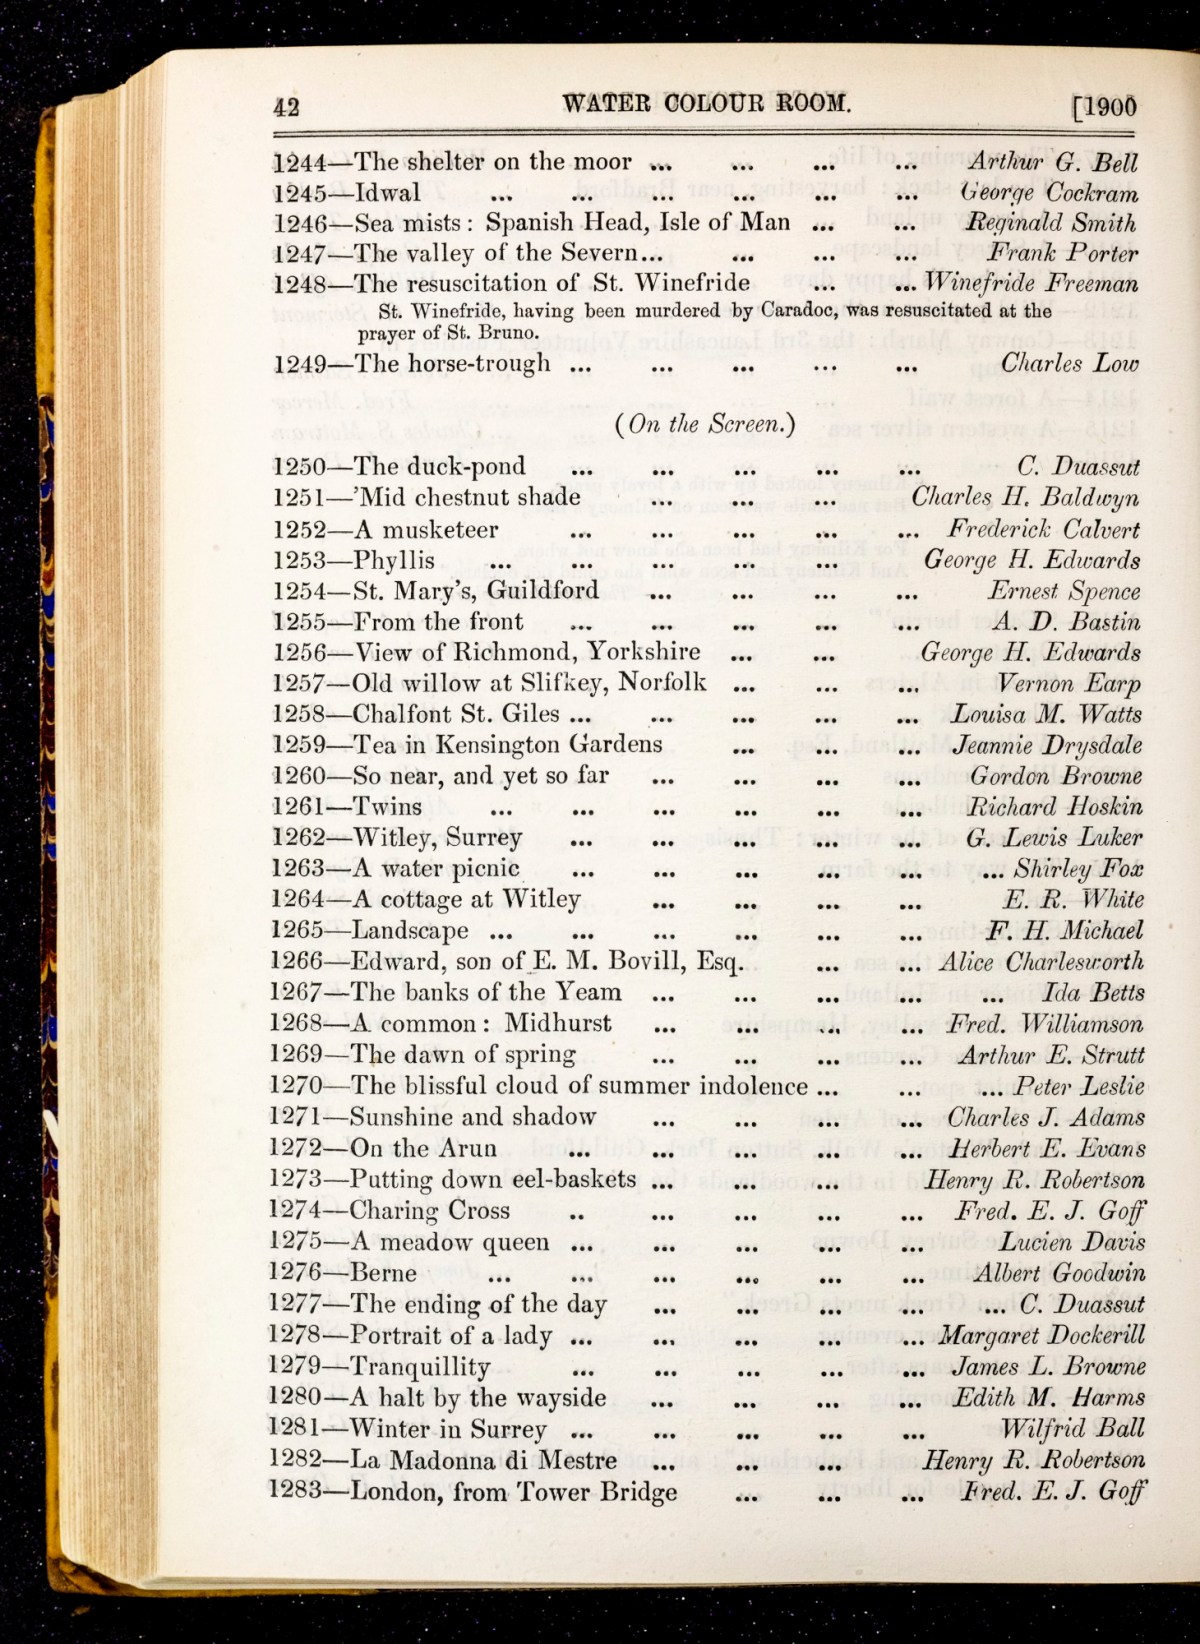 42 WATER COLOUR ROOM. [1900
1244—The shelter on the moor ... ... ... ... Arthur G. Bell
1245—Idwal ... ... ... ... ... ... George Cockram
1246—Sea mists : Spanish Head, Isle of Man ... ... Reginald Smith
1247—The valley of the Severn... ... ... ... Frank Porter
1248—The resuscitation of St. Winefride ... ... Winefride Freeman
St. Winefride, having been murdered by Caradoc, was resuscitated at the
prayer of St. Bruno.
1249—The horse-trough ... ... ... ... ... Charles Low
(On the Screen.)
1250—The duck-pond ... ... ... ... ... C. Duassut
1251—'Mid chestnut shade ... ... ... Charles H. Baldwyn
1252—A musketeer ... ... ... ... ... Frederick Calvert
1253—Phyllis ... ... ... ... ... George H. Edwards
1254—St. Mary's, Guildford ... ... ... ... Ernest Spence
1255—From the front ... ... ... ... ... A. D. Bastin
1256—View of Richmond, Yorkshire ... ... George H. Edwards
1257—Old willow at Slifkey, Norfolk ... ... ... Vernon Earp
1258—Chalfont St. Giles ... ... ... ... ... Louisa M. Watts
1259—Tea in Kensington Gardens ... ... ... Jeannie Drysdale
1260—So near, and yet so far ... ... ... ... Gordon Browne
1261—Twins ... ... ... ... ... ... Richard Hoskin
1262—Witley, Surrey ... ... ... ... ... G. Lewis Luker
1263—A water picnic ... ... ... ... ... ... Shirley Fox
1264—A cottage at Witley ... ... ... ... E. R. White
1265—Landscape ... ... ... ... ... ... F. H. Michael
1266—Edward, son of E. M. Bovill, Esq. ... ... Alice Charlesworth
1267—The banks of the Yeam ... ... ... ... ... Ida Betts
1268—A common : Midhurst ... ... ... ... Fred. Williamson
1269—The dawn of spring ... ... ... ... Arthur E. Strutt
1270—The blissful cloud of summer indolence ... ... ... Peter Leslie
1271—Sunshine and shadow ... ... ... ... Charles J. Adams
1272—On the Arun ... ... ... ... ... Herbert E. Evans
1273—Putting down eel-baskets ... ... ... Henry R. Robertson
1274—Charing Cross .. ... ... ... ... Fred. E. J. Goff
1275—A meadow queen ... ... ... ... ... Lucien Davis
1276—Berne ... ... ... ... ... ... Albert Goodwin
1277—The ending of the day ... ... ... ... ... C. Duassut
1278—Portrait of a lady ... ... ... ... ... Margaret Dockerill
1279—Tranquillity ... ... ... ... ... James L. Browne
1280—A halt by the wayside ... ... ... ... Edith M. Harms
1281—Winter in Surrey ... ... ... ... ... Wilfrid Ball
1282—La Madonna di Mestre ... ... ... Henry R. Robertson
1283—London, from Tower Bridge ... ... ... Fred. E. J. Goff